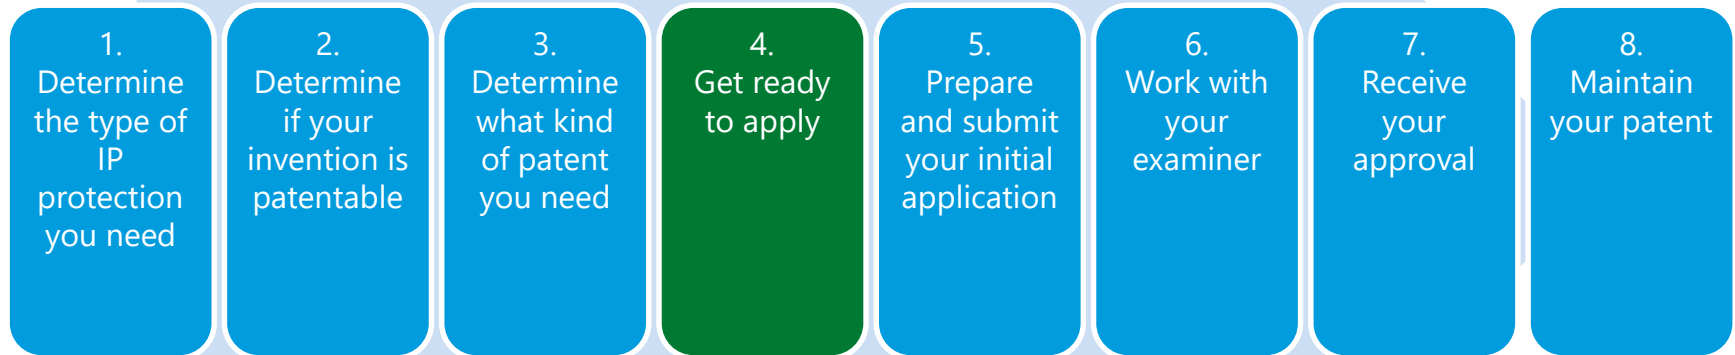 1.
Determine
the type of
IP
protection
you need
2.
Determine
if your
invention is
patentable
3.
Determine
what kind
of patent
you need
4.
Get ready
to apply
5.
Prepare
and submit
your initial
application
6.
Work with
your
examiner
7.
Receive
your
approval
8.
Maintain
your patent